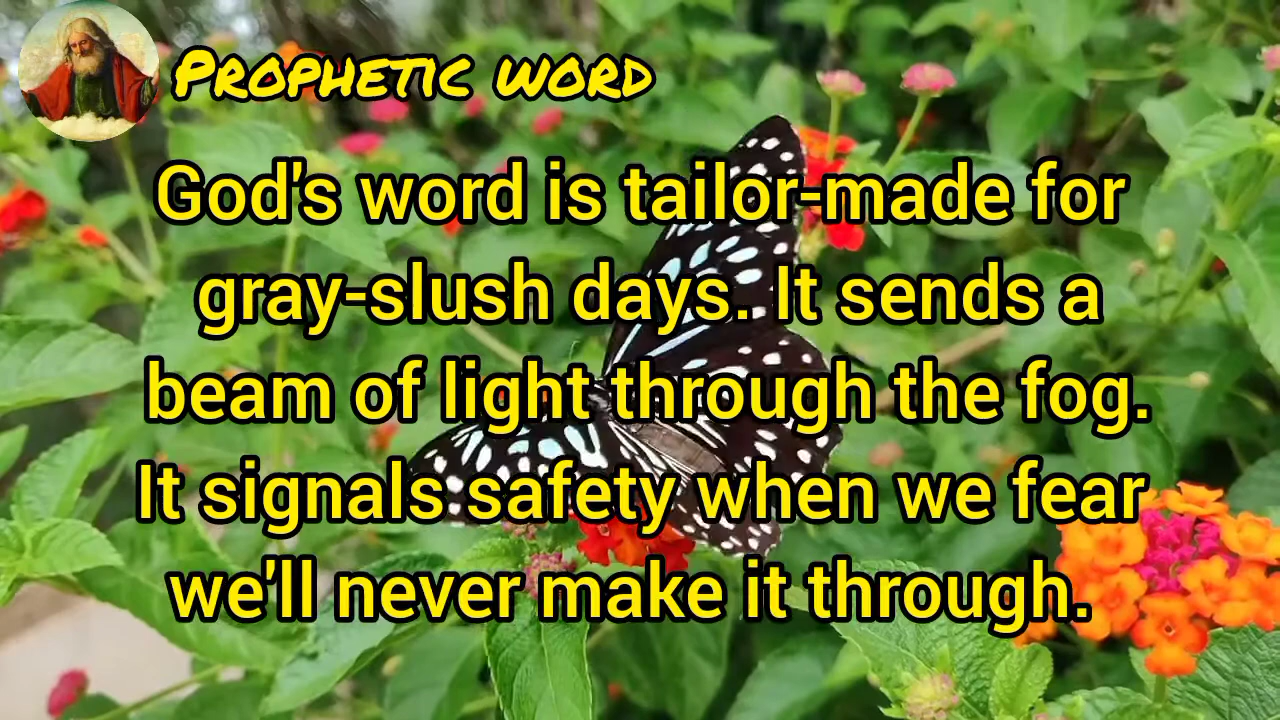 Prophetic word
God's word is tailor-made for
gray-slush days. It sends a
beam of light through the fog.
It signals safety when we fear
we'll never make it through.